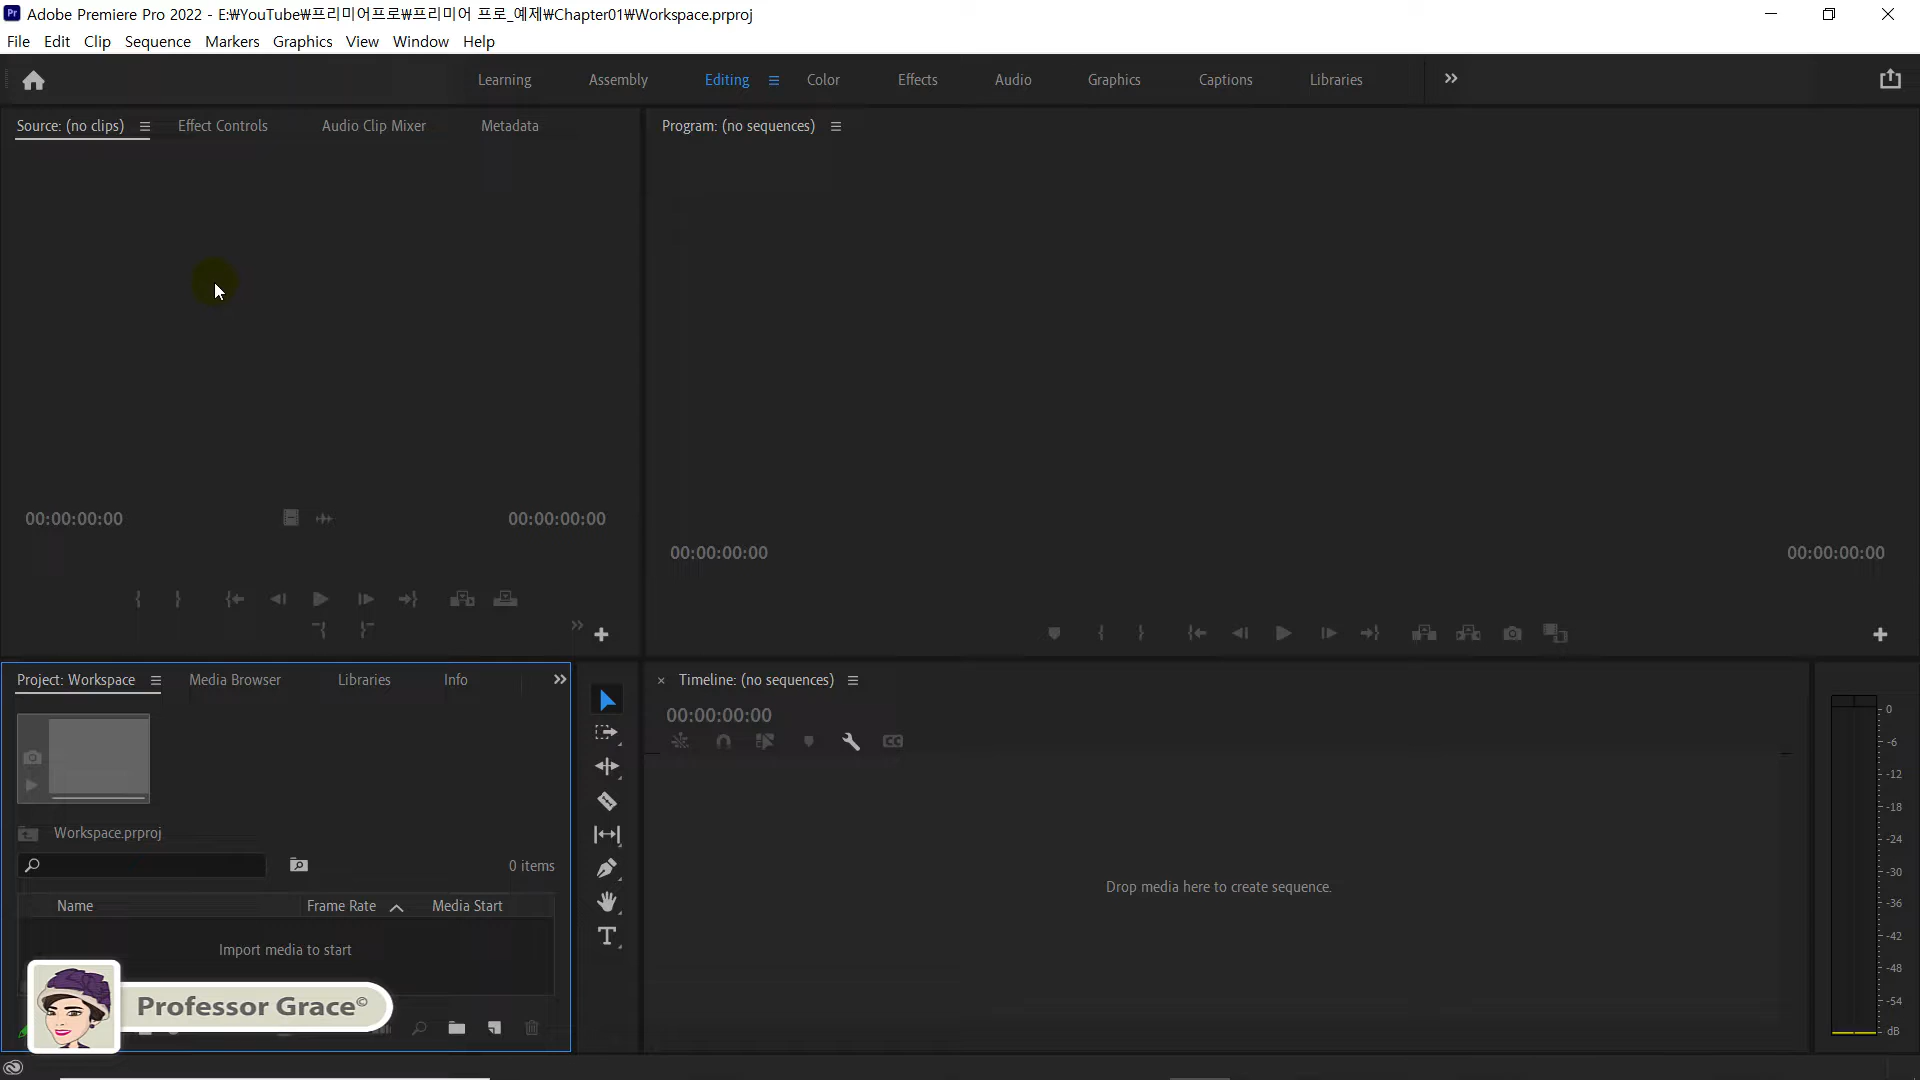 Pr Adobe Premiere Pro 2022 - E:₩YouTube₩프리미어프로₩프리미어 프로_예제₩Chapter01₩Workspace.prproj
File Edit Clip Sequence Markers Graphics View Window Help
Learning Assembly Editing Color Effects Audio Graphics Captions Libraries
Source: (no clips) Effect Controls Audio Clip Mixer Metadata
Program: (no sequences)
00:00:00:00 00:00:00:00
00:00:00:00 00:00:00:00
Project: Workspace Media Browser Libraries Info
Timeline: (no sequences)
00:00:00:00
CC
Workspace.prproj
0 items
Name Frame Rate Media Start
Import media to start
Drop media here to create sequence.
T
0
-6
-12
-18
-24
-30
-36
-42
-48
-54
dB
Professor Grace©